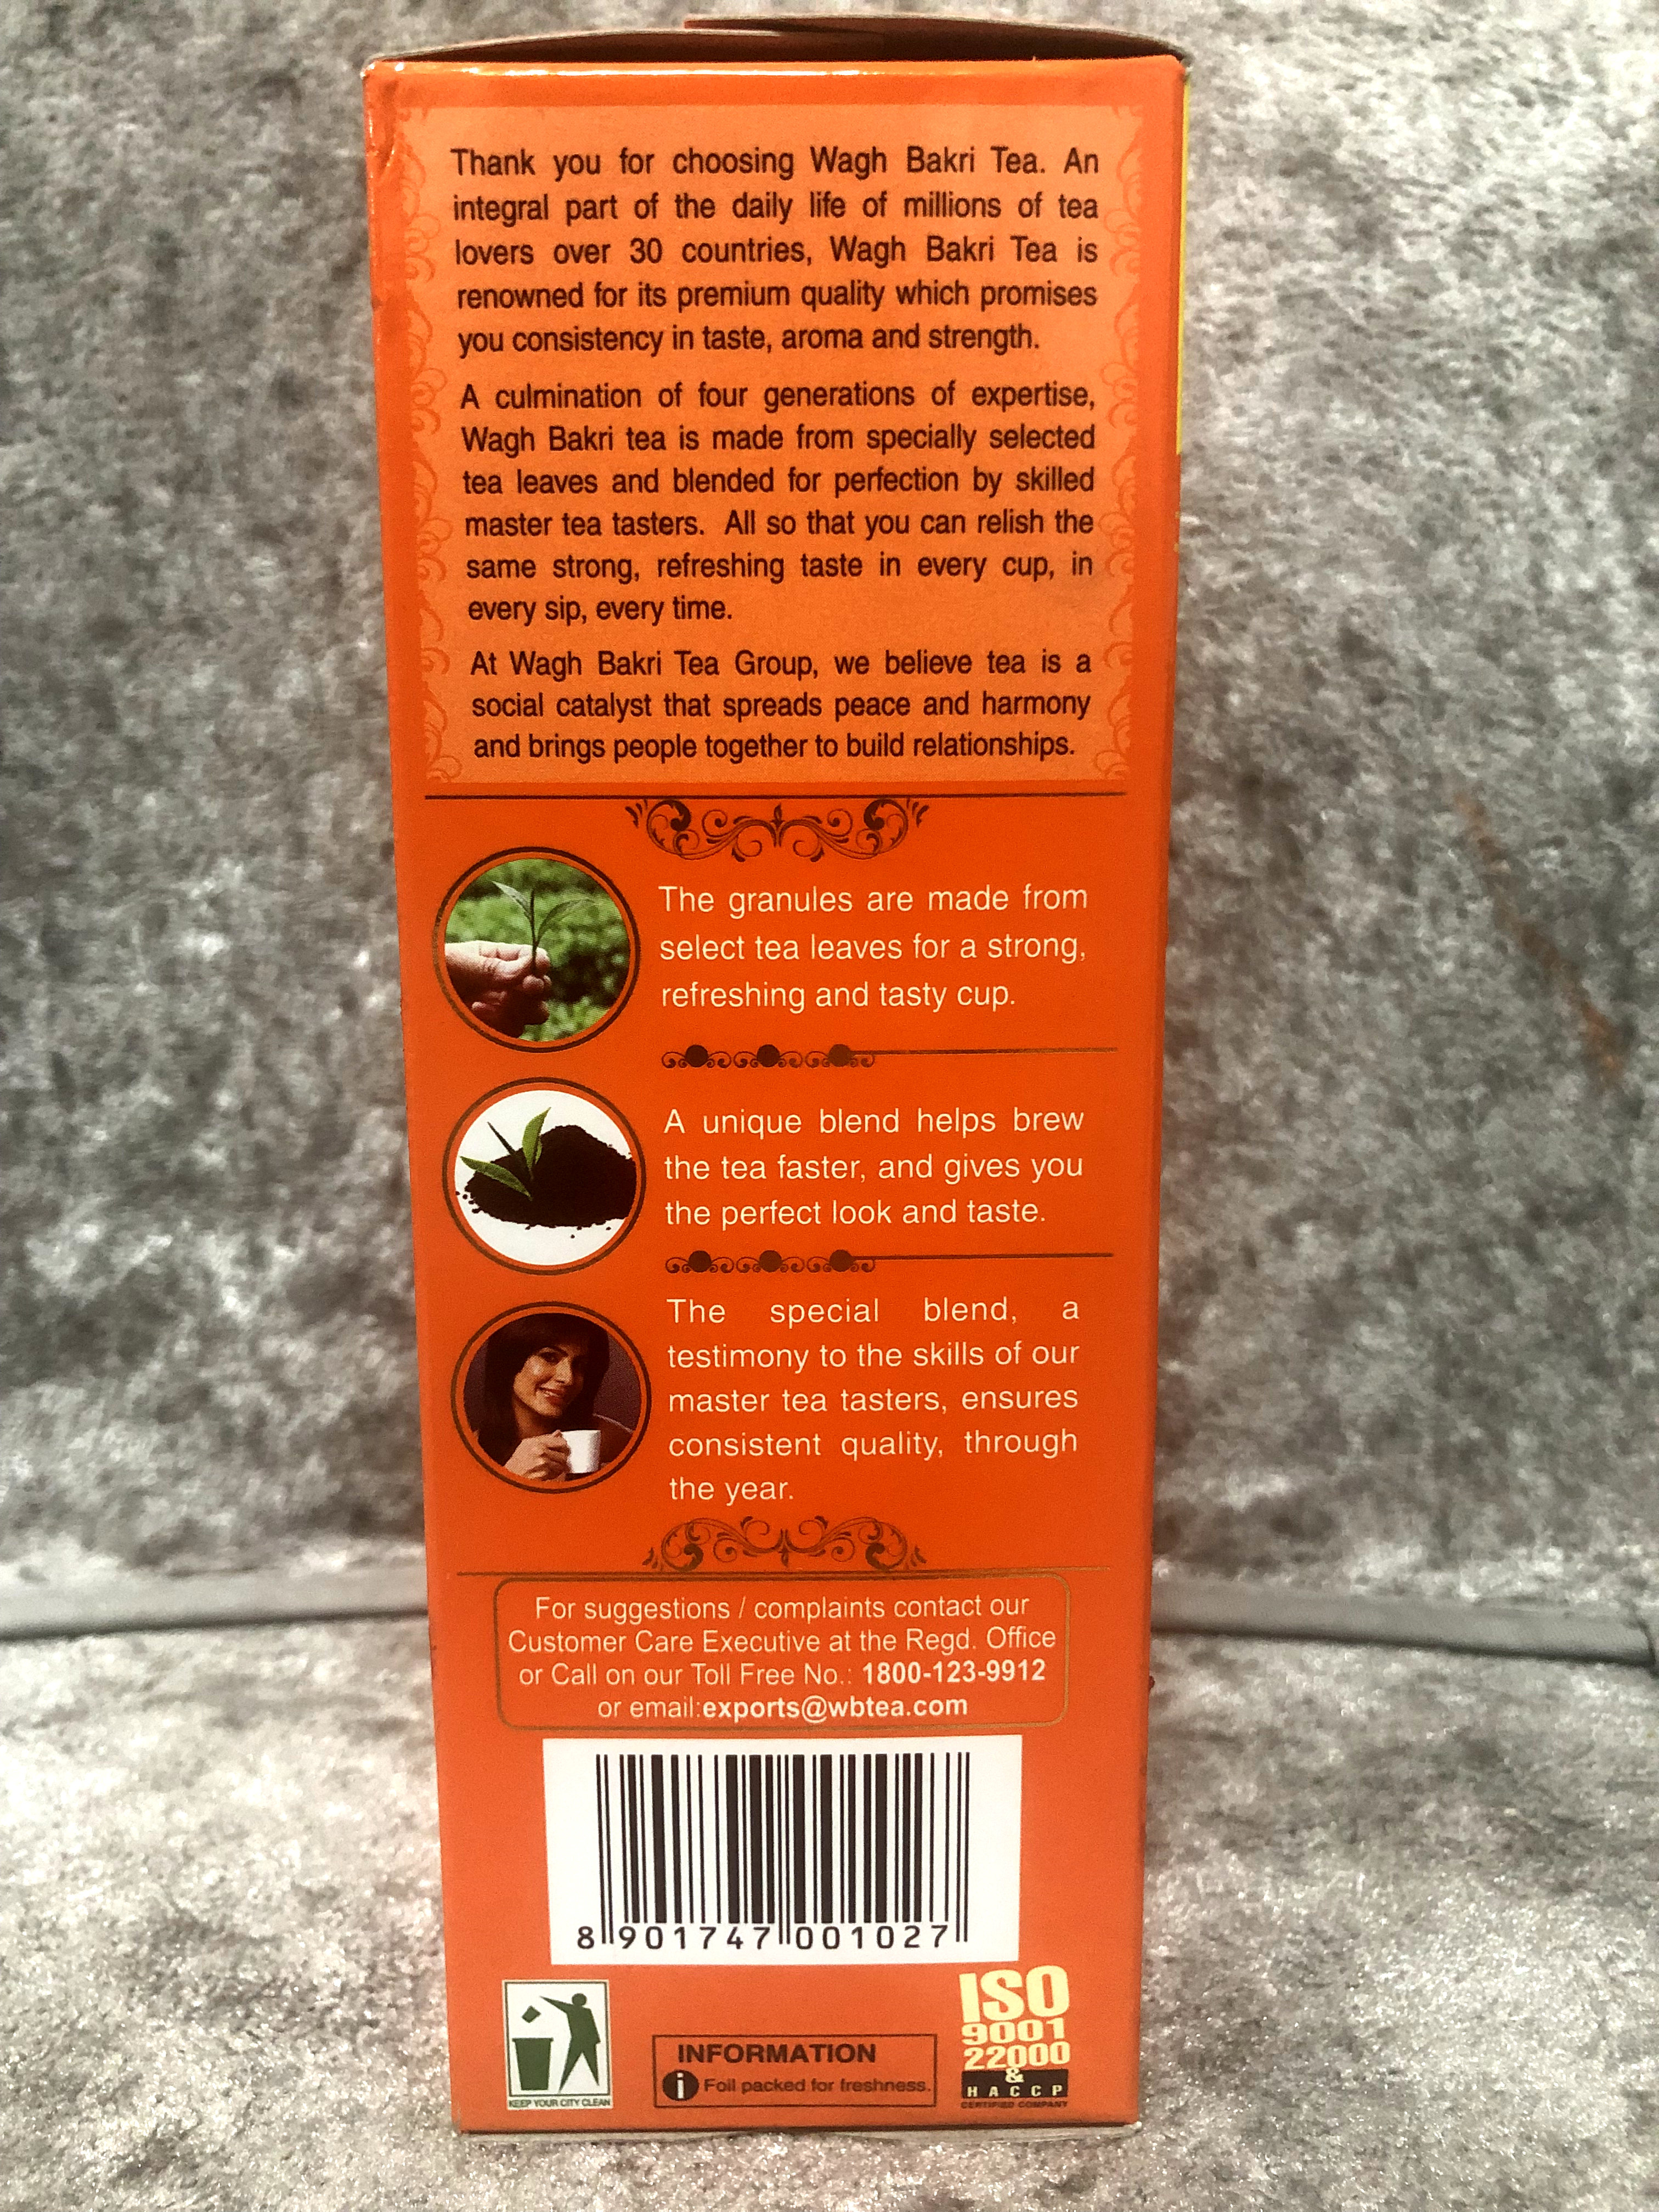 Thank you for choosing Wagh Bakri Tea. An
integral part of the daily life of millions of tea
lovers over 30 countries, Wagh Bakri Tea is
renowned for its premium quality which promises
you consistency in taste, aroma and strength.
A culmination of four generations of expertise,
Wagh Bakri tea is made from specially selected
tea leaves and blended for perfection by skilled
master tea tasters. All so that you can relish the
same strong, refreshing taste in every cup, in
every sip, every time.
At Wagh Bakri Tea Group, we believe tea is a
social catalyst that spreads peace and harmony
and brings people together to build relationships.
The granules are made from
select tea leaves for a strong,
refreshing and tasty cup.
A unique blend helps brew
the tea faster, and gives you
the perfect look and taste.
The special blend, a
testimony to the skills of our
master tea tasters, ensures
consistent quality, through
the year.
For suggestions / complaints contact our
Customer Care Executive at the Regd. Office
or Call on our Toll Free No.: 1800-123-9912
or email:exports@wbtea.com
8 901747 001027
KEEP YOUR CITY CLEAN
INFORMATION
i Foil packed for freshness.
ISO
9001
22000
&
HACCP
CERTIFIED COMPANY